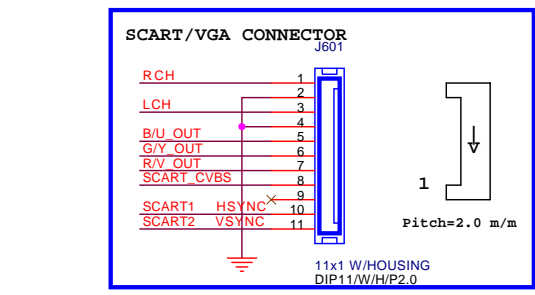 SCART/VGA CONNECTOR
J601
RCH 1
2
LCH 3
4
B/U_OUT 5
G/Y_OUT 6
R/V_OUT 7
SCART_CVBS 8
9
SCART1 HSYNC 10
SCART2 VSYNC 11
1
Pitch=2.0 m/m
11x1 W/HOUSING
DIP11/W/H/P2.0